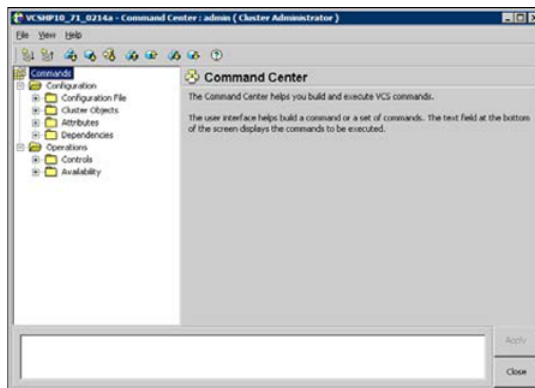 VCSHP10_71_0214a - Command Center : admin ( Cluster Administrator )
File View Help
Commands
Configuration
Configuration File
Cluster Objects
Attributes
Dependencies
Operations
Controls
Availability
Command Center
The Command Center helps you build and execute VCS commands.
The user interface helps build a command or a set of commands. The text field at the bottom
of the screen displays the commands to be executed.
Apply
Close